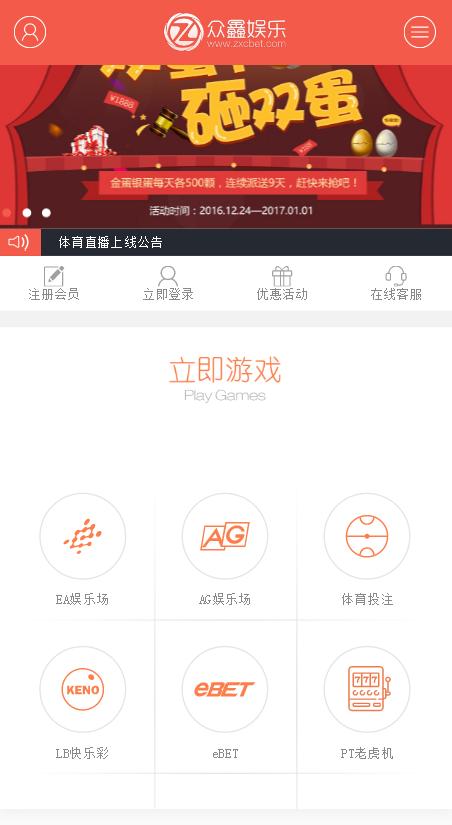 众鑫娱乐
www.zxcbet.com
¥1888
砸双蛋
金蛋银蛋每天各500颗,连续派送9天,赶快来抢吧!
活动时间:2016.12.24—2017.01.01
体育直播上线公告
注册会员 立即登录 优惠活动 在线客服
立即游戏
Play Games
AG
EA娱乐场 AG娱乐场 体育投注
KENO eBET 777
LB快乐彩 eBET PT老虎机